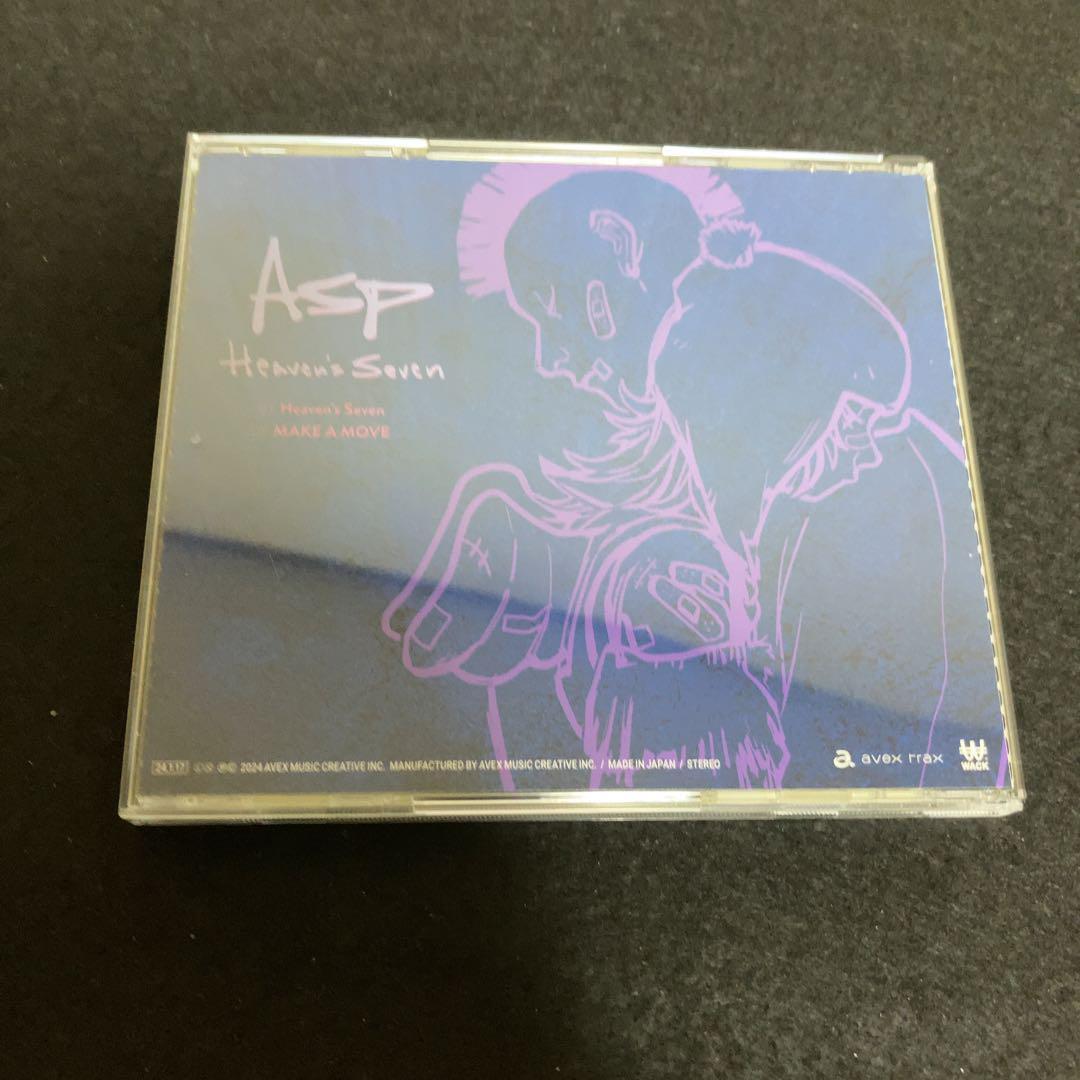 ASP
Heaven's Seven
Heaven's Seven
MAKE A MOVE
24.1.17 2024 AVEX MUSIC CREATIVE INC. MANUFACTURED BY AVEX MUSIC CREATIVE INC. / MADE IN JAPAN / STEREO
a avex trax
WACK